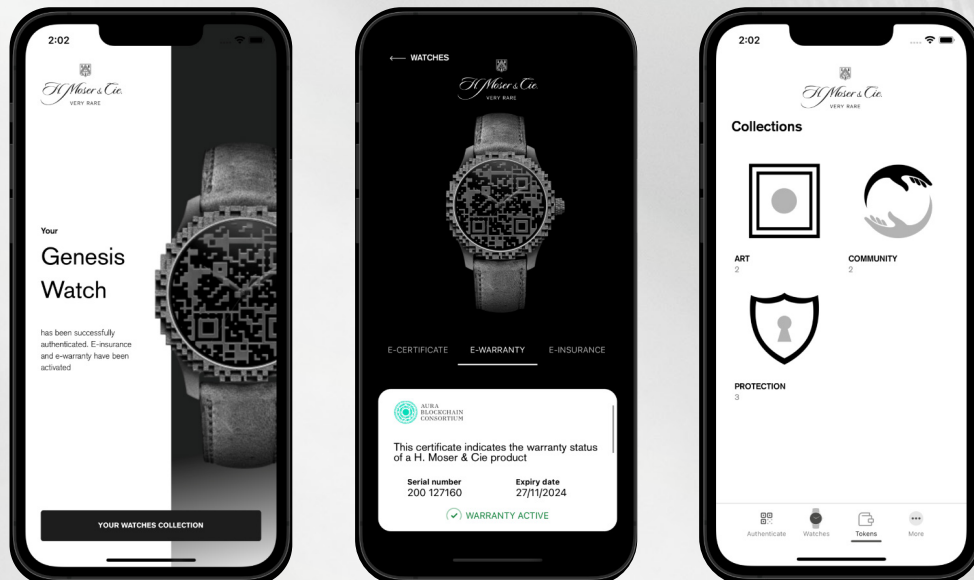 2:02
H. Moser & Cie.
VERY RARE
Your
Genesis
Watch
has been successfully
authenticated. E-insurance
and e-warranty have been
activated
YOUR WATCHES COLLECTION
← WATCHES
H. Moser & Cie.
VERY RARE
E-CERTIFICATE E-WARRANTY E-INSURANCE
AURA
BLOCKCHAIN
CONSORTIUM
This certificate indicates the warranty status
of a H. Moser & Cie product
Serial number Expiry date
200 127160 27/11/2024
WARRANTY ACTIVE
2:02
H. Moser & Cie.
VERY RARE
Collections
ART COMMUNITY
2 2
PROTECTION
3
Authenticate Watches Tokens More